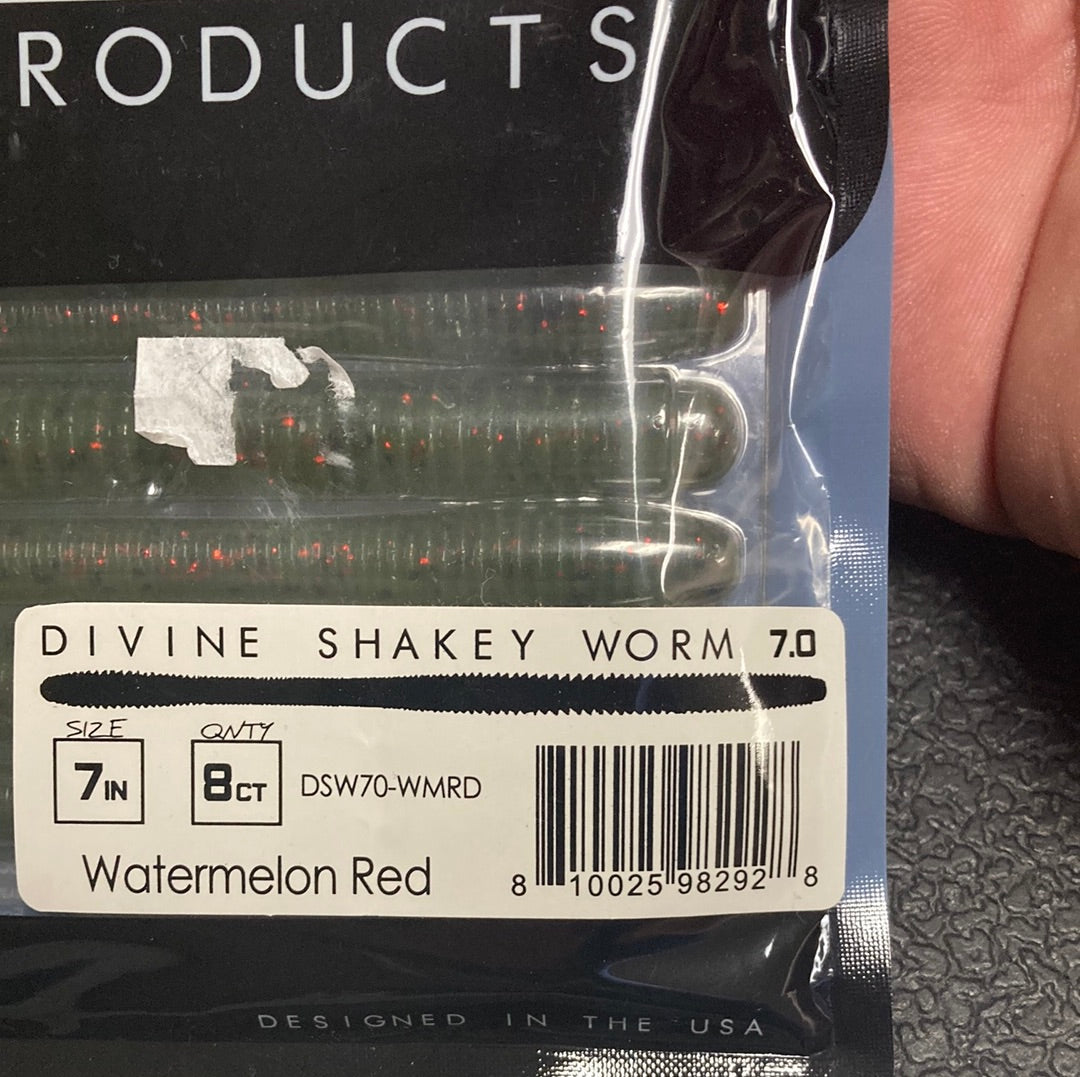 RODUCTS
DIVINE SHAKEY WORM 7.0
SIZE QNTY
7IN 8CT DSW70-WMRD
Watermelon Red
8 10025 98292 8
DESIGNED IN THE USA